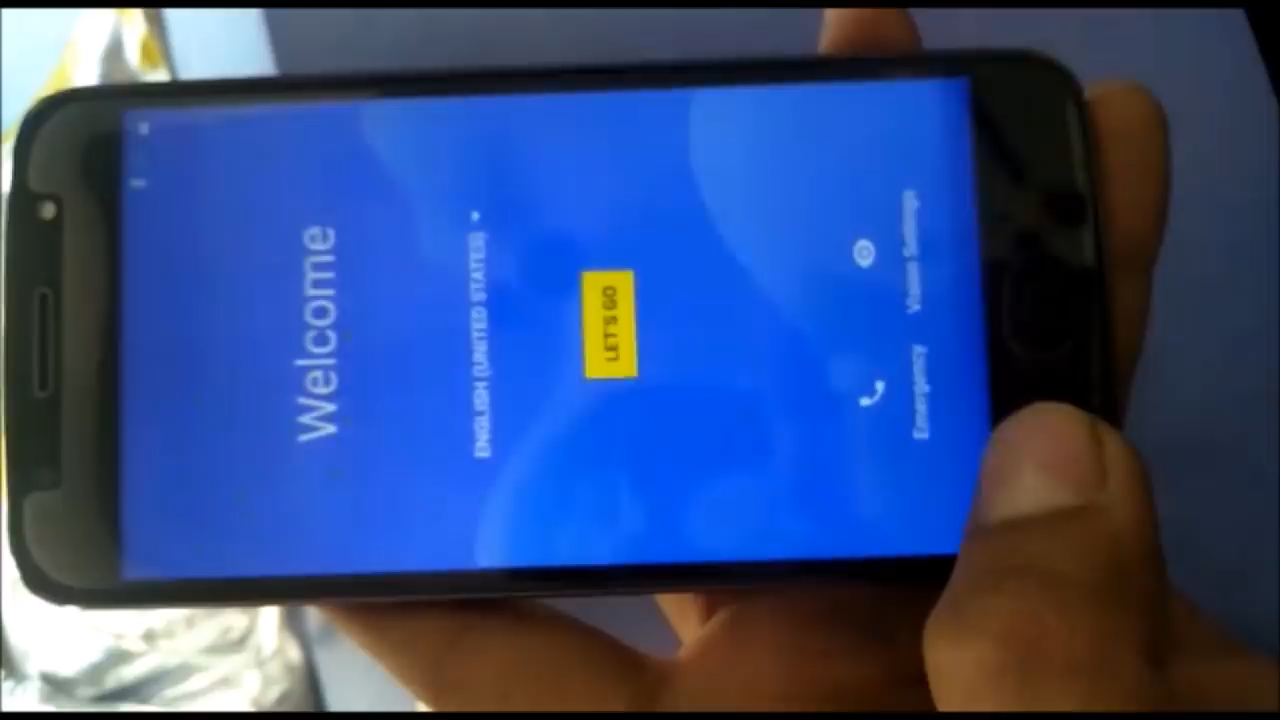 Welcome
ENGLISH (UNITED STATES)
LET'S GO
Emergency
Vision Settings